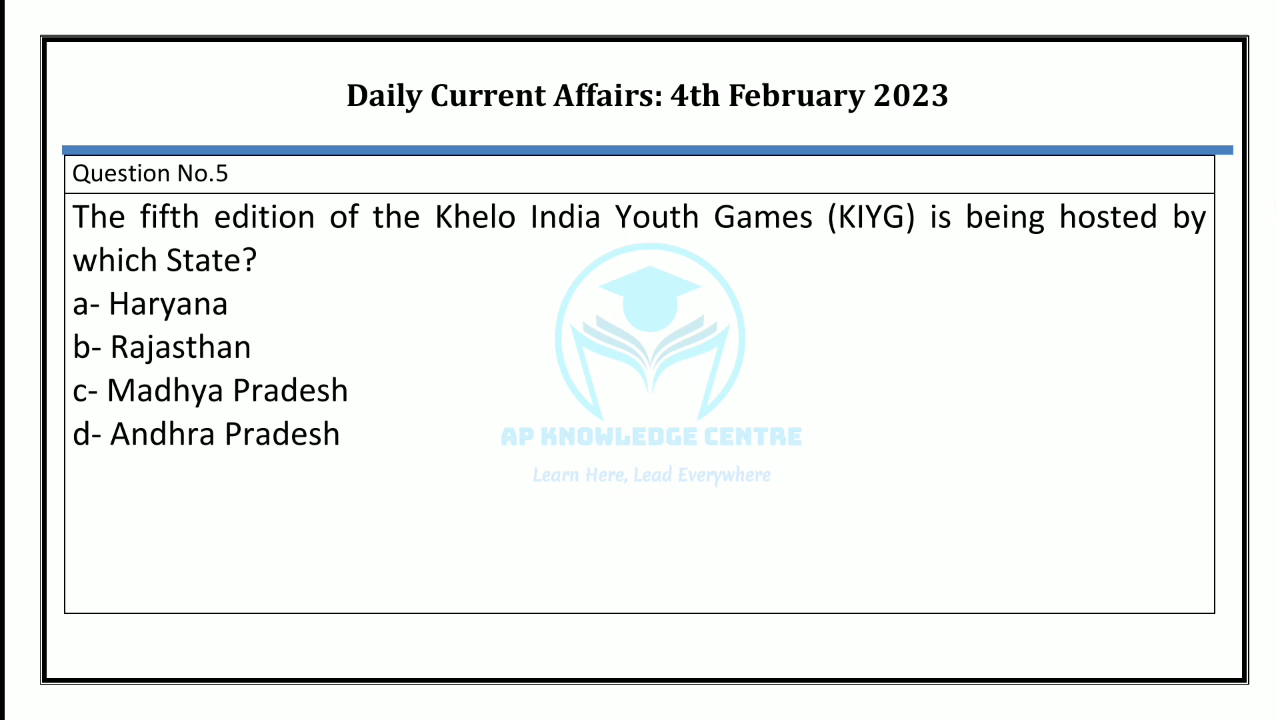 Daily Current Affairs: 4th February 2023
Question No.5
The fifth edition of the Khelo India Youth Games (KIYG) is being hosted by
which State?
a- Haryana
b- Rajasthan
c- Madhya Pradesh
d- Andhra Pradesh
AP KNOWLEDGE CENTRE
Learn Here, Lead Everywhere